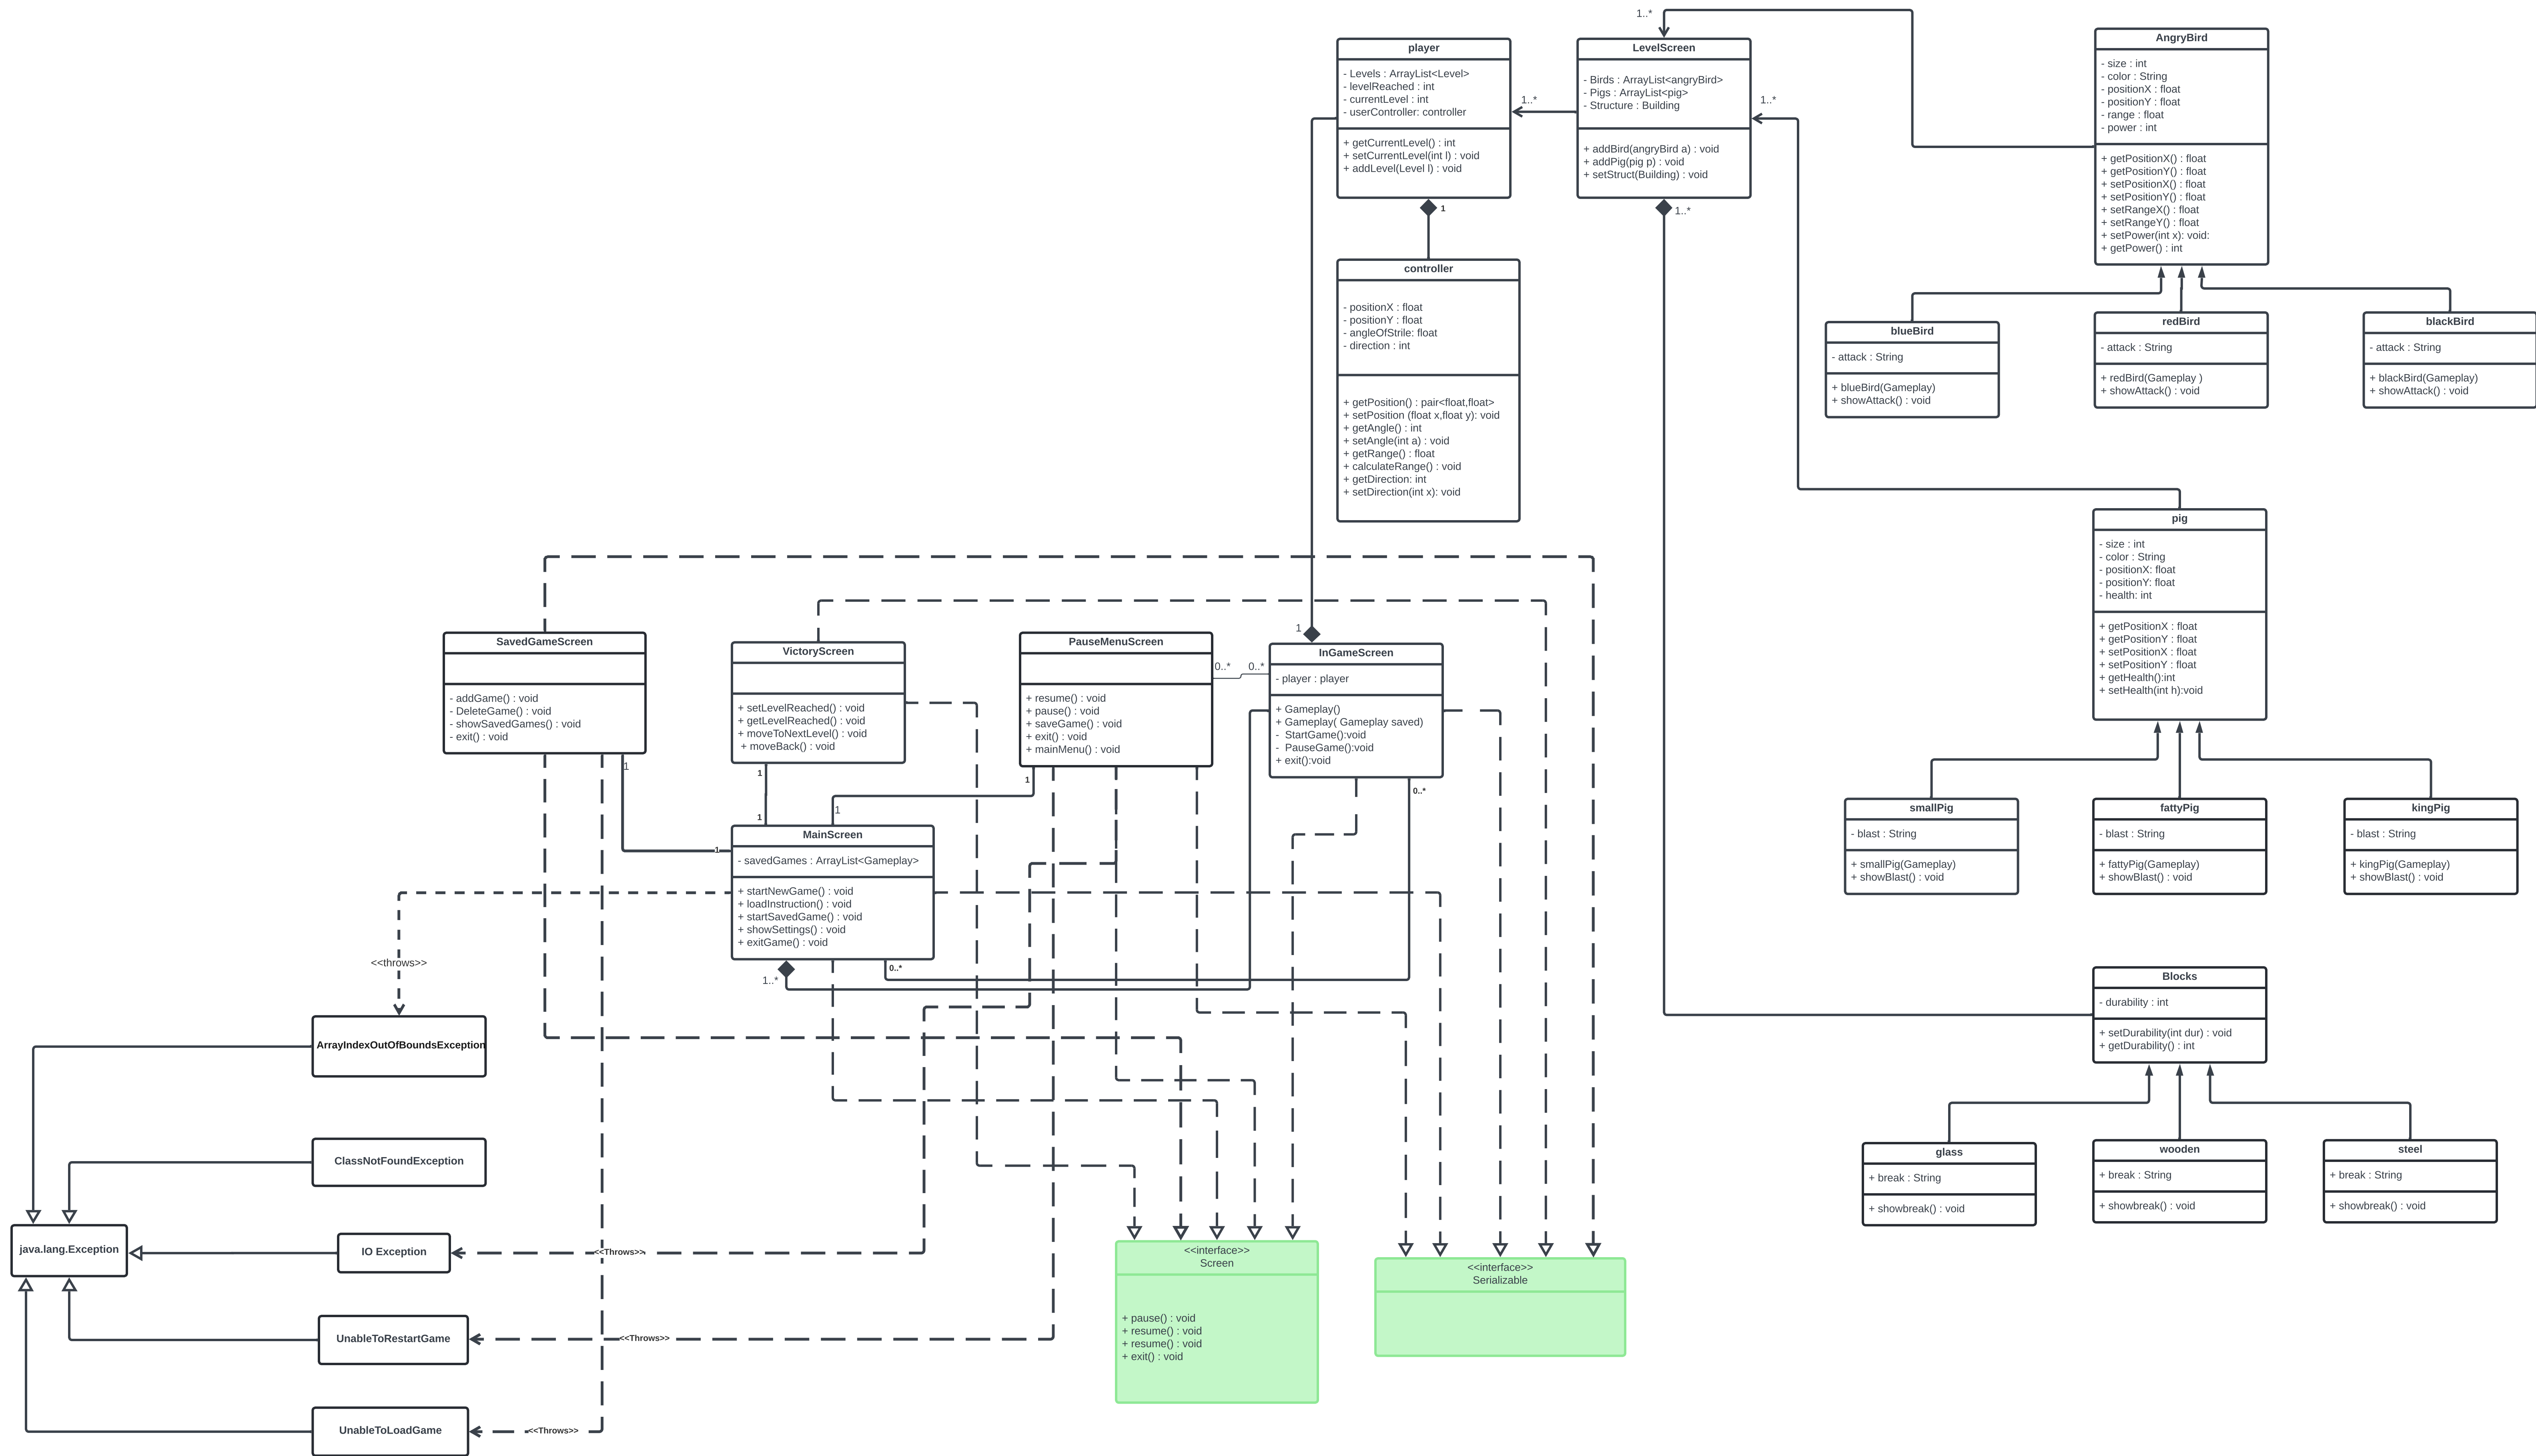 1..*
player
- Levels : ArrayList<Level>
- levelReached : int
- currentLevel : int
- userController: controller
+ getCurrentLevel() : int
+ setCurrentLevel(int l) : void
+ addLevel(Level l) : void
1
1..*
LevelScreen
- Birds : ArrayList<angryBird>
- Pigs : ArrayList<pig>
- Structure : Building
+ addBird(angryBird a) : void
+ addPig(pig p) : void
+ setStruct(Building) : void
1..*
1..*
AngryBird
- size : int
- color : String
- positionX : float
- positionY : float
- range : float
- power : int
+ getPositionX() : float
+ getPositionY() : float
+ setPositionX() : float
+ setPositionY() : float
+ setRangeX() : float
+ setRangeY() : float
+ setPower(int x): void:
+ getPower() : int
controller
- positionX : float
- positionY : float
- angleOfStrile: float
- direction : int
+ getPosition() : pair<float,float>
+ setPosition (float x,float y): void
+ getAngle() : int
+ setAngle(int a) : void
+ getRange() : float
+ calculateRange() : void
+ getDirection: int
+ setDirection(int x): void
blueBird
- attack : String
+ blueBird(Gameplay)
+ showAttack() : void
redBird
- attack : String
+ redBird(Gameplay )
+ showAttack() : void
blackBird
- attack : String
+ blackBird(Gameplay)
+ showAttack() : void
pig
- size : int
- color : String
- positionX: float
- positionY: float
- health: int
+ getPositionX : float
+ getPositionY : float
+ setPositionX : float
+ setPositionY : float
+ getHealth():int
+ setHealth(int h):void
SavedGameScreen
- addGame() : void
- DeleteGame() : void
- showSavedGames() : void
- exit() : void
1
VictoryScreen
+ setLevelReached() : void
+ getLevelReached() : void
+ moveToNextLevel() : void
+ moveBack() : void
1
1
PauseMenuScreen
+ resume() : void
+ pause() : void
+ saveGame() : void
+ exit() : void
+ mainMenu() : void
1
1
0..*
0..*
1
InGameScreen
- player : player
+ Gameplay()
+ Gameplay( Gameplay saved)
- StartGame():void
- PauseGame():void
+ exit():void
0..*
1
MainScreen
- savedGames : ArrayList<Gameplay>
+ startNewGame() : void
+ loadInstruction() : void
+ startSavedGame() : void
+ showSettings() : void
+ exitGame() : void
1..*
0..*
smallPig
- blast : String
+ smallPig(Gameplay)
+ showBlast() : void
fattyPig
- blast : String
+ fattyPig(Gameplay)
+ showBlast() : void
kingPig
- blast : String
+ kingPig(Gameplay)
+ showBlast() : void
Blocks
- durability : int
+ setDurability(int dur) : void
+ getDurability() : int
glass
+ break : String
+ showbreak() : void
wooden
+ break : String
+ showbreak() : void
steel
+ break : String
+ showbreak() : void
<<throws>>
ArrayIndexOutOfBoundsException
ClassNotFoundException
java.lang.Exception
IO Exception
<<Throws>>
UnableToRestartGame
<<Throws>>
UnableToLoadGame
<<Throws>>
<<interface>>
Screen
+ pause() : void
+ resume() : void
+ resume() : void
+ exit() : void
<<interface>>
Serializable